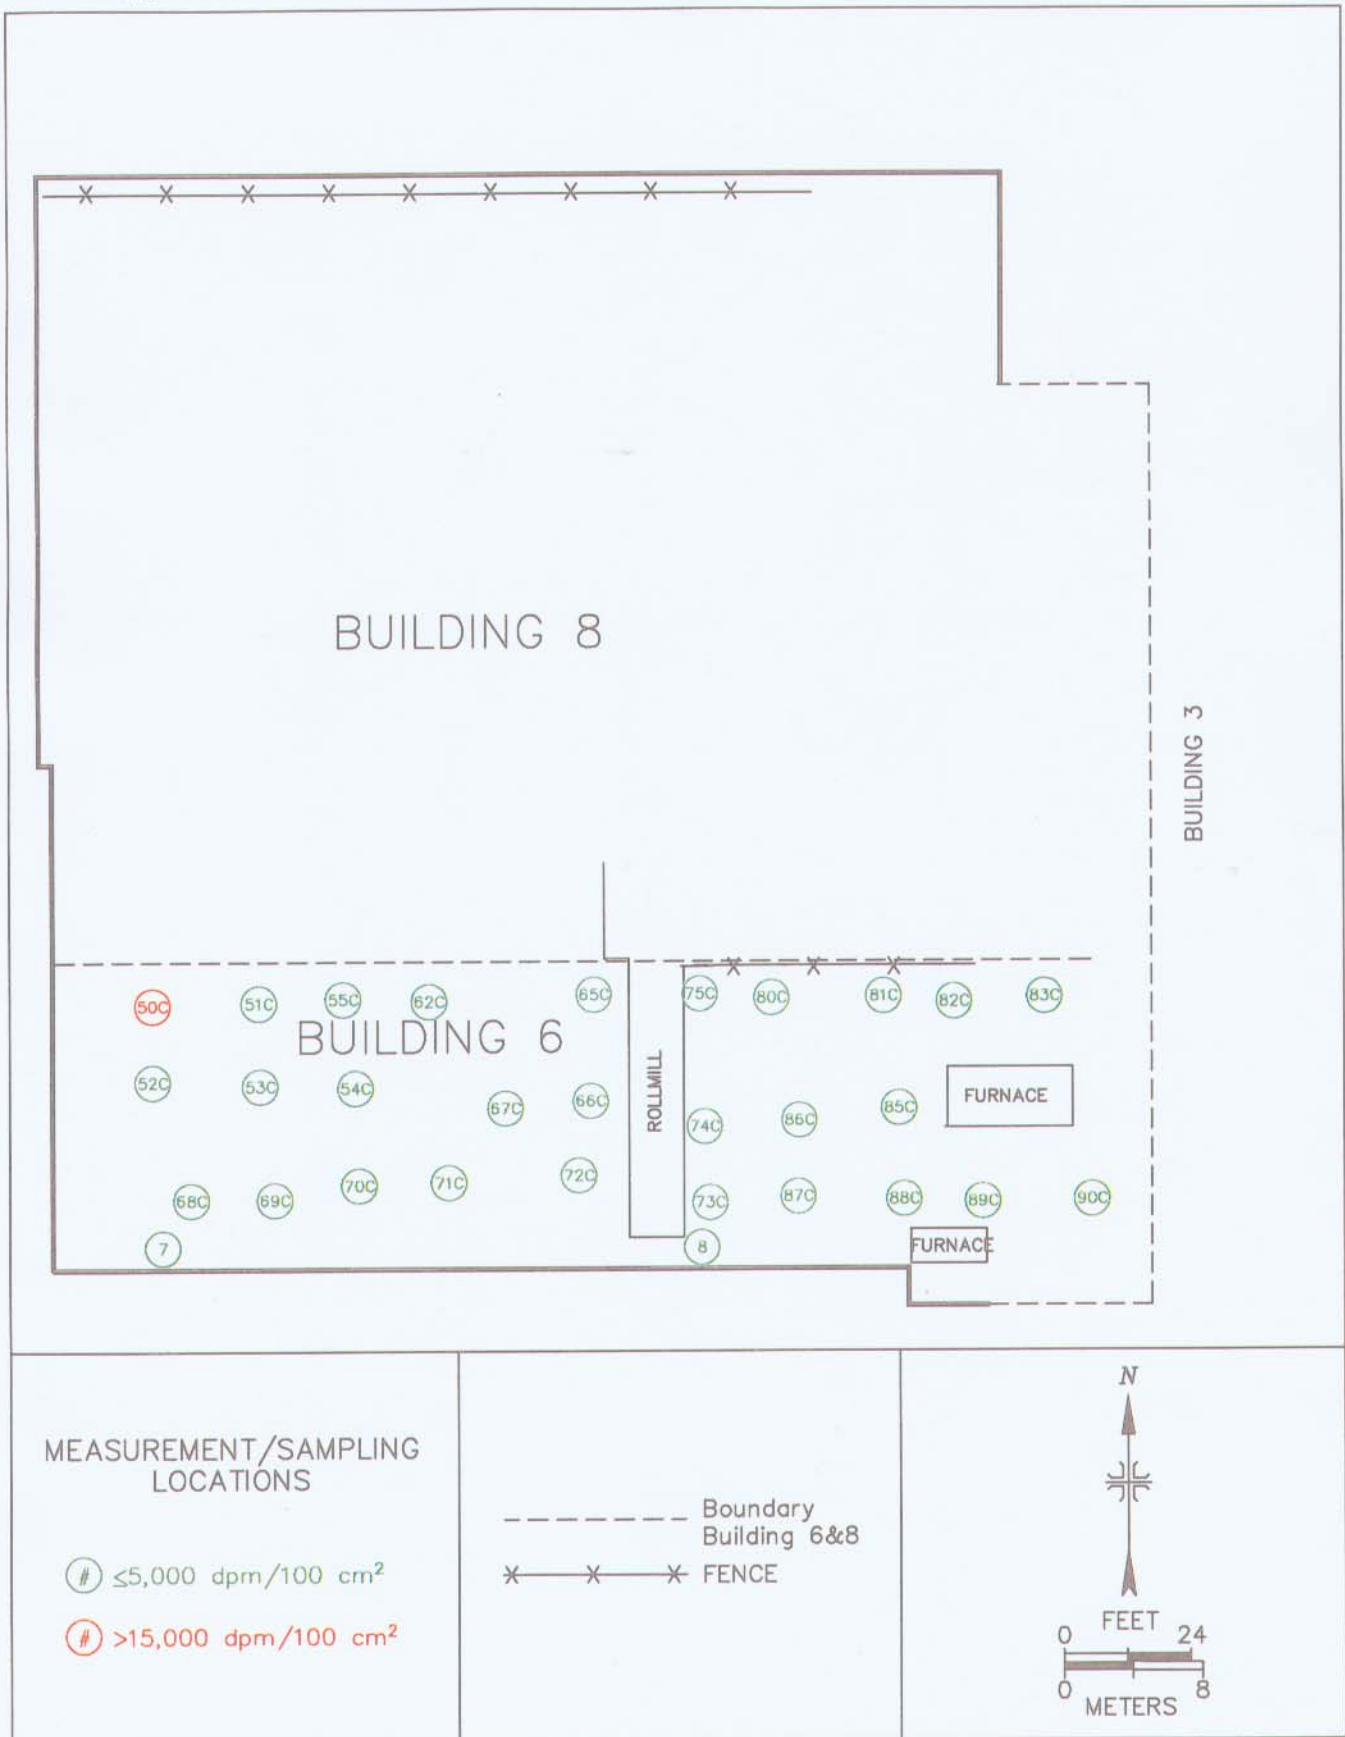 BUILDING 8
BUILDING 3
50C 51C 55C 62C 65C 75C 80C 81C 82C 83C
BUILDING 6
ROLLMILL
52C 53C 54C 67C 66C 74C 86C 85C FURNACE
68C 69C 70C 71C 72C 73C 87C 88C 89C 90C
7 8 FURNACE
MEASUREMENT/SAMPLING
LOCATIONS
# ≤5,000 dpm/100 cm²
# >15,000 dpm/100 cm²
Boundary
Building 6&8
FENCE
N
FEET
0 24
0 8
METERS